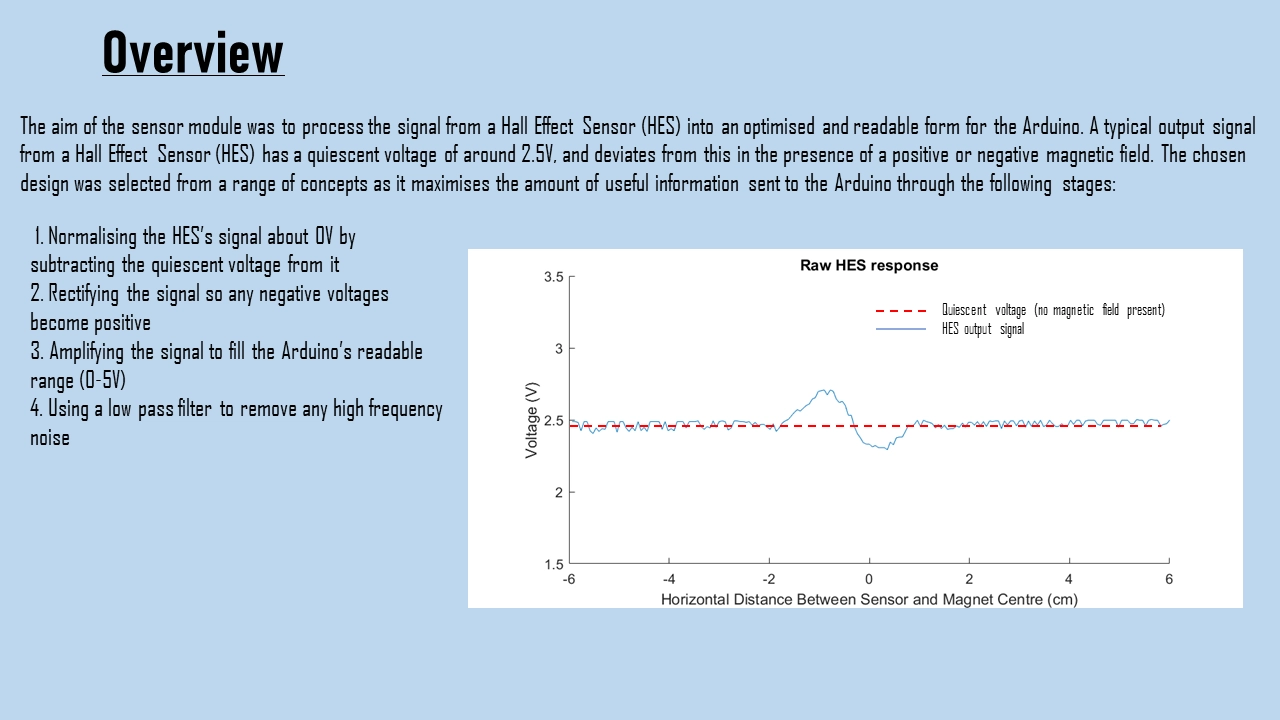 Overview
The aim of the sensor module was to process the signal from a Hall Effect Sensor (HES) into an optimised and readable form for the Arduino. A typical output signal
from a Hall Effect Sensor (HES) has a quiescent voltage of around 2.5V, and deviates from this in the presence of a positive or negative magnetic field. The chosen
design was selected from a range of concepts as it maximises the amount of useful information sent to the Arduino through the following stages:
1. Normalising the HES's signal about 0V by
subtracting the quiescent voltage from it
2. Rectifying the signal so any negative voltages
become positive
3. Amplifying the signal to fill the Arduino's readable
range (0-5V)
4. Using a low pass filter to remove any high frequency
noise
Raw HES response
Quiescent voltage (no magnetic field present)
HES output signal
Voltage (V)
3.5
3
2.5
2
1.5
-6 -4 -2 0 2 4 6
Horizontal Distance Between Sensor and Magnet Centre (cm)